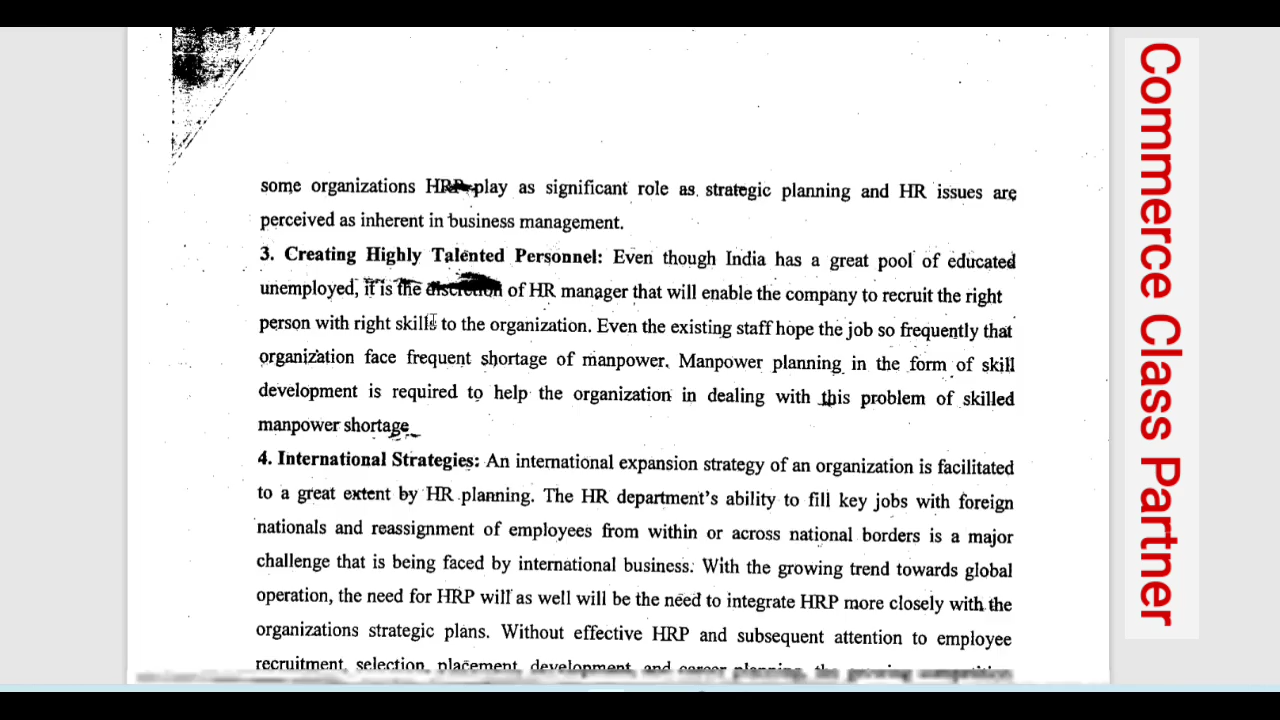 some organizations HRP play as significant role as strategic planning and HR issues are
perceived as inherent in business management.
3. Creating Highly Talented Personnel: Even though India has a great pool of educated
unemployed, it is the discretion of HR manager that will enable the company to recruit the right
person with right skills to the organization. Even the existing staff hope the job so frequently that
organization face frequent shortage of manpower. Manpower planning in the form of skill
development is required to help the organization in dealing with this problem of skilled
manpower shortage
4. International Strategies: An international expansion strategy of an organization is facilitated
to a great extent by HR planning. The HR department's ability to fill key jobs with foreign
nationals and reassignment of employees from within or across national borders is a major
challenge that is being faced by international business. With the growing trend towards global
operation, the need for HRP will as well will be the need to integrate HRP more closely with the
organizations strategic plans. Without effective HRP and subsequent attention to employee
recruitment, selection, placement, development, and career planning, the growing competition
Commerce Class Partner